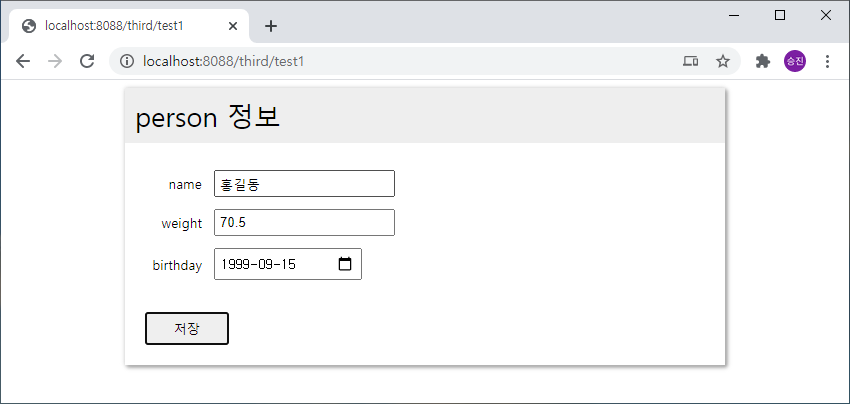 localhost:8088/third/test1
localhost:8088/third/test1
승진
person 정보
name 홍길동
weight 70.5
birthday 1999-09-15
저장